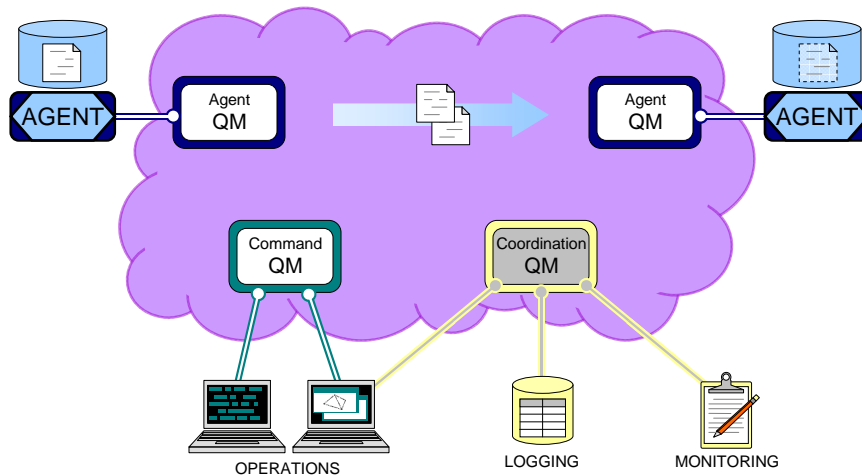 Agent
QM
Agent
QM
AGENT
AGENT
Command
QM
Coordination
QM
OPERATIONS
LOGGING
MONITORING